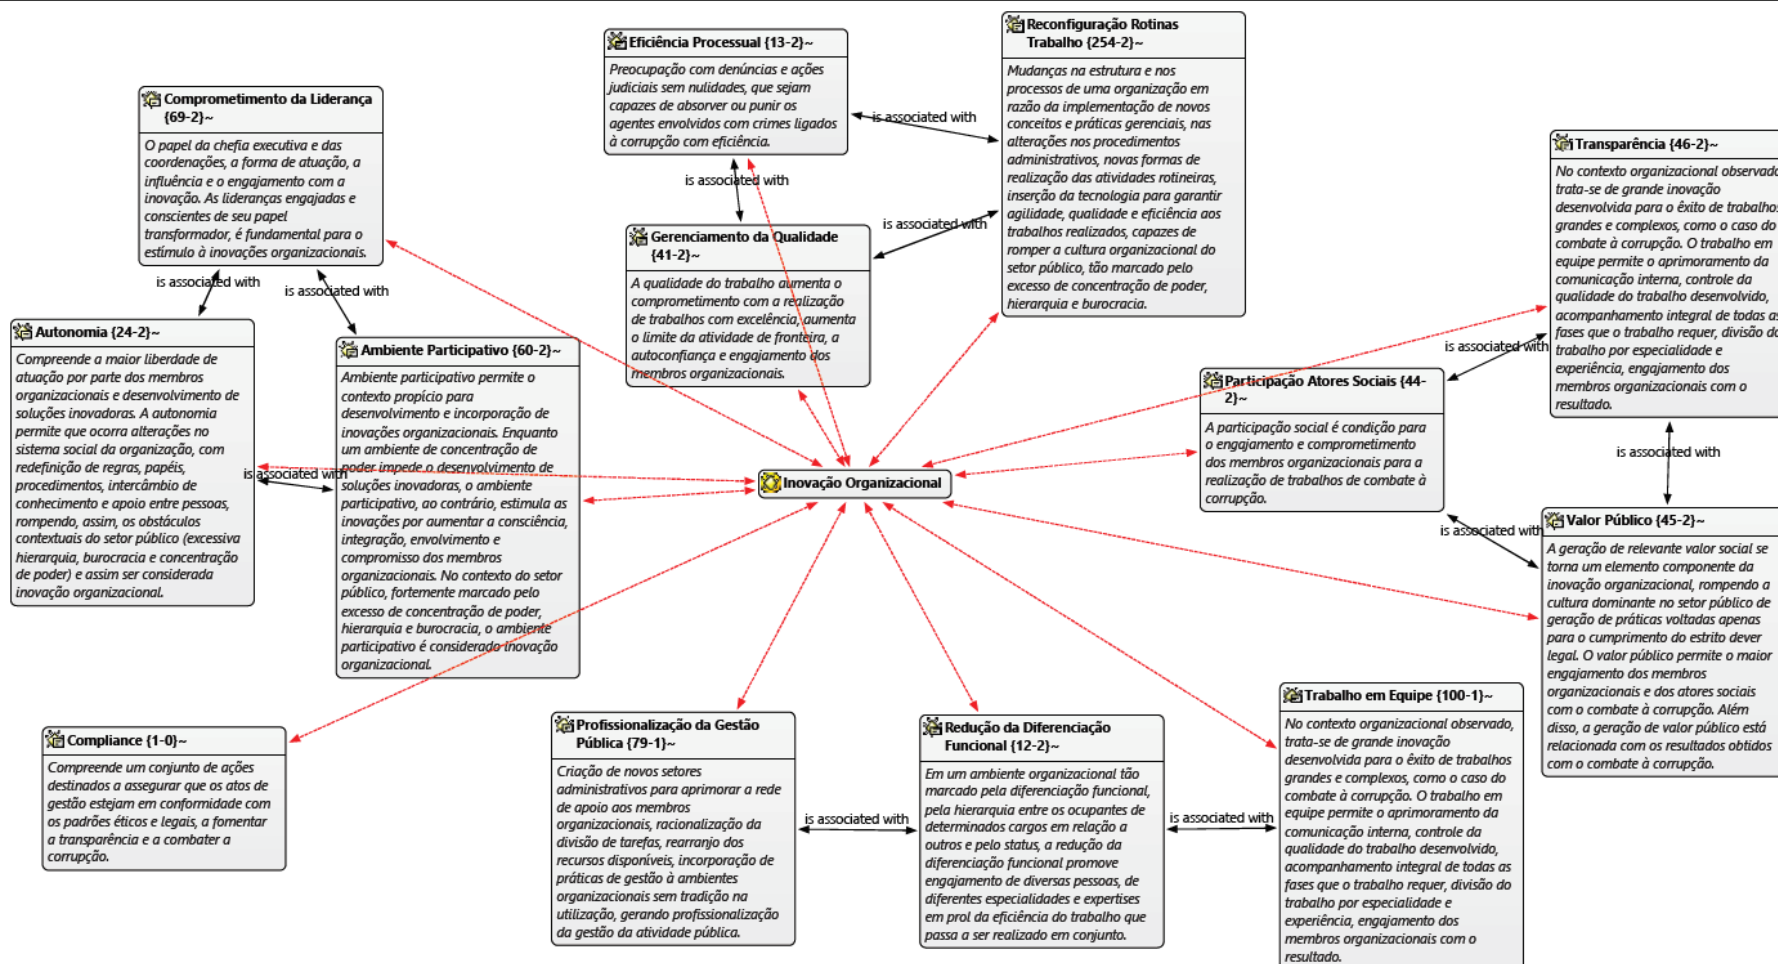 Eficiência Processual {13-2}~
Preocupação com denúncias e ações
judiciais sem nulidades, que sejam
capazes de absorver ou punir os
agentes envolvidos com crimes ligados
à corrupção com eficiência.
Reconfiguração Rotinas
Trabalho {254-2}~
Mudanças na estrutura e nos
processos de uma organização em
razão da implementação de novos
conceitos e práticas gerenciais, nas
alterações nos procedimentos
administrativos, novas formas de
realização das atividades rotineiras,
inserção da tecnologia para garantir
agilidade, qualidade e eficiência aos
trabalhos realizados, capazes de
romper a cultura organizacional do
setor público, tão marcado pelo
excesso de concentração de poder,
hierarquia e burocracia.
Comprometimento da Liderança
{69-2}~
O papel da chefia executiva e das
coordenações, a forma de atuação, a
influência e o engajamento com a
inovação. As lideranças engajadas e
conscientes de seu papel
transformador, é fundamental para o
estímulo à inovações organizacionais.
Transparência {46-2}~
No contexto organizacional observado
trata-se de grande inovação
desenvolvida para o êxito de trabalhos
grandes e complexos, como o caso do
combate à corrupção. O trabalho em
equipe permite o aprimoramento da
comunicação interna, controle da
qualidade do trabalho desenvolvido,
acompanhamento integral de todas as
fases que o trabalho requer, divisão do
trabalho por especialidade e
experiência, engajamento dos
membros organizacionais com o
resultado.
is associated with
is associated with
is associated with
Gerenciamento da Qualidade
{41-2}~
A qualidade do trabalho aumenta o
comprometimento com a realização
de trabalhos com excelência, aumenta
o limite da atividade de fronteira, a
autoconfiança e engajamento dos
membros organizacionais.
is associated with
is associated with
Autonomia {24-2}~
Compreende a maior liberdade de
atuação por parte dos membros
organizacionais e desenvolvimento de
soluções inovadoras. A autonomia
permite que ocorra alterações no
sistema social da organização, com
redefinição de regras, papéis,
procedimentos, intercâmbio de
conhecimento e apoio entre pessoas,
rompendo, assim, os obstáculos
contextuais do setor público (excessiva
hierarquia, burocracia e concentração
de poder) e assim ser considerada
inovação organizacional.
is associated with
Ambiente Participativo {60-2}~
Ambiente participativo permite o
contexto propício para
desenvolvimento e incorporação de
inovações organizacionais. Enquanto
um ambiente de concentração de
poder impede o desenvolvimento de
soluções inovadoras, o ambiente
participativo, ao contrário, estimula as
inovações por aumentar a consciência,
integração, envolvimento e
compromisso dos membros
organizacionais. No contexto do setor
público, fortemente marcado pelo
excesso de concentração de poder,
hierarquia e burocracia, o ambiente
participativo é considerado inovação
organizacional.
is associated with
Participação Atores Sociais {44-
2}~
A participação social é condição para
o engajamento e comprometimento
dos membros organizacionais para a
realização de trabalhos de combate à
corrupção.
Inovação Organizacional
is associated with
is associated with
Valor Público {45-2}~
A geração de relevante valor social se
torna um elemento componente da
inovação organizacional, rompendo a
cultura dominante no setor público de
geração de práticas voltadas apenas
para o cumprimento do estrito dever
legal. O valor público permite o maior
engajamento dos membros
organizacionais e dos atores sociais
com o combate à corrupção. Além
disso, a geração de valor público está
relacionada com os resultados obtidos
com o combate à corrupção.
Compliance {1-0}~
Compreende um conjunto de ações
destinados a assegurar que os atos de
gestão estejam em conformidade com
os padrões éticos e legais, a fomentar
a transparência e a combater a
corrupção.
Profissionalização da Gestão
Pública {79-1}~
Criação de novos setores
administrativos para aprimorar a rede
de apoio aos membros
organizacionais, racionalização da
divisão de tarefas, rearranjo dos
recursos disponíveis, incorporação de
práticas de gestão à ambientes
organizacionais sem tradição na
utilização, gerando profissionalização
da gestão da atividade pública.
is associated with
Redução da Diferenciação
Funcional {12-2}~
Em um ambiente organizacional tão
marcado pela diferenciação funcional,
pela hierarquia entre os ocupantes de
determinados cargos em relação a
outros e pelo status, a redução da
diferenciação funcional promove
engajamento de diversas pessoas, de
diferentes especialidades e expertises
em prol da eficiência do trabalho que
passa a ser realizado em conjunto.
is associated with
Trabalho em Equipe {100-1}~
No contexto organizacional observado,
trata-se de grande inovação
desenvolvida para o êxito de trabalhos
grandes e complexos, como o caso do
combate à corrupção. O trabalho em
equipe permite o aprimoramento da
comunicação interna, controle da
qualidade do trabalho desenvolvido,
acompanhamento integral de todas as
fases que o trabalho requer, divisão do
trabalho por especialidade e
experiência, engajamento dos
membros organizacionais com o
resultado.